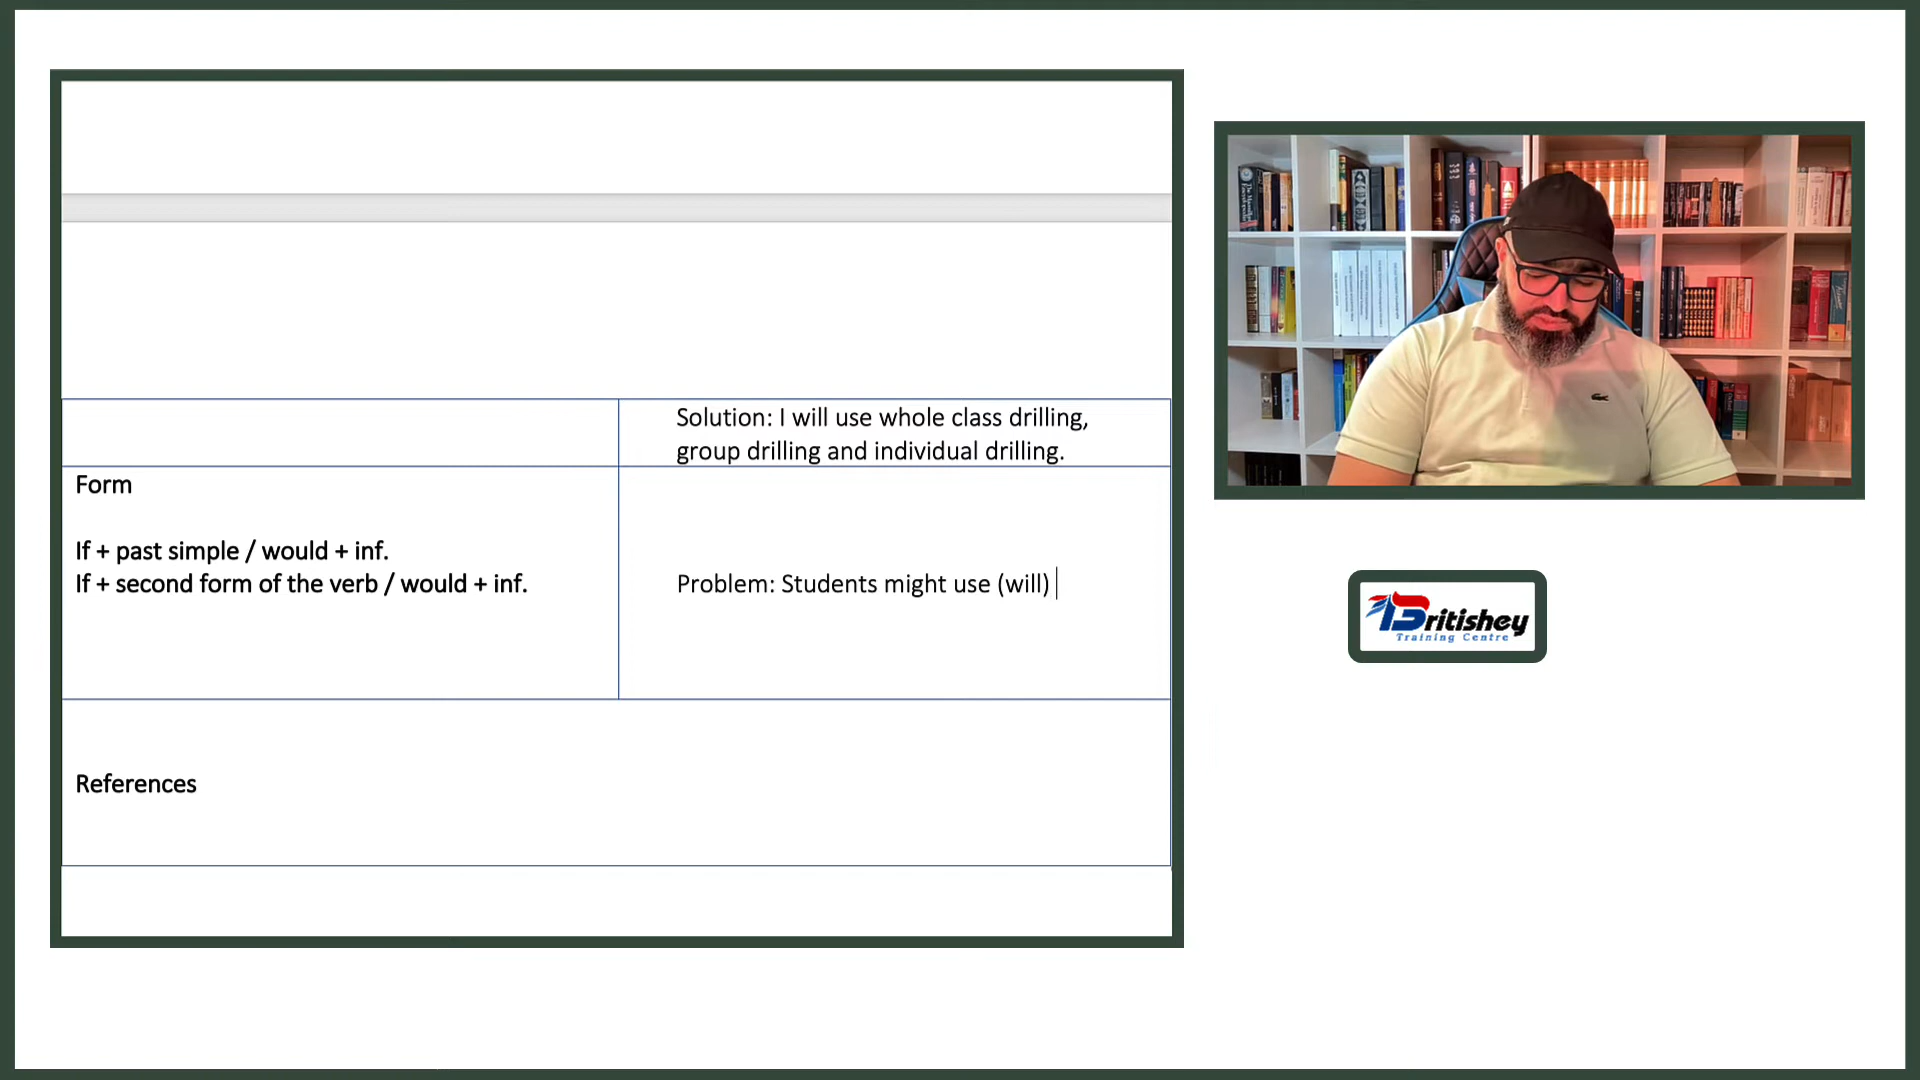 Solution: I will use whole class drilling,
group drilling and individual drilling.
Form
If + past simple / would + inf.
If + second form of the verb / would + inf.
Problem: Students might use (will)
References
Britishey
Training Centre